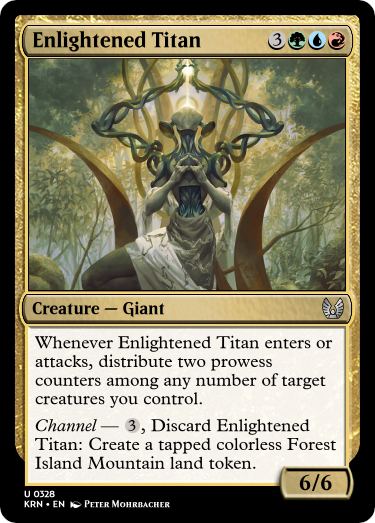 Enlightened Titan 3
Creature — Giant
Whenever Enlightened Titan enters or
attacks, distribute two prowess
counters among any number of target
creatures you control.
Channel — 3, Discard Enlightened
Titan: Create a tapped colorless Forest
Island Mountain land token.
6/6
U 0328
KRN • EN Peter Mohrbacher